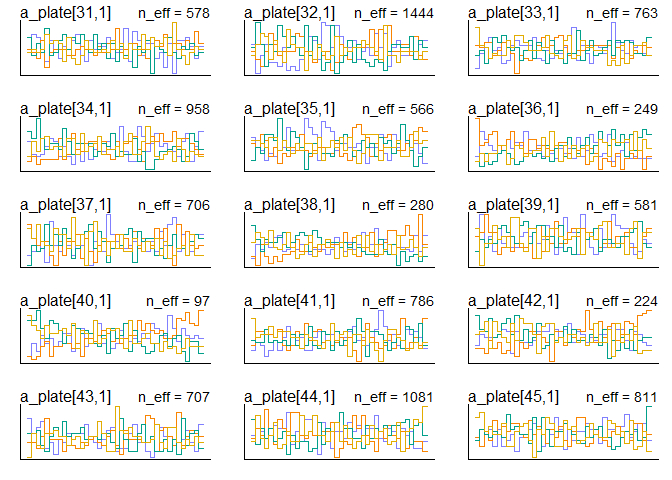 a_plate[31,1] n_eff = 578 a_plate[32,1] n_eff = 1444 a_plate[33,1] n_eff = 763
a_plate[34,1] n_eff = 958 a_plate[35,1] n_eff = 566 a_plate[36,1] n_eff = 249
a_plate[37,1] n_eff = 706 a_plate[38,1] n_eff = 280 a_plate[39,1] n_eff = 581
a_plate[40,1] n_eff = 97 a_plate[41,1] n_eff = 786 a_plate[42,1] n_eff = 224
a_plate[43,1] n_eff = 707 a_plate[44,1] n_eff = 1081 a_plate[45,1] n_eff = 811